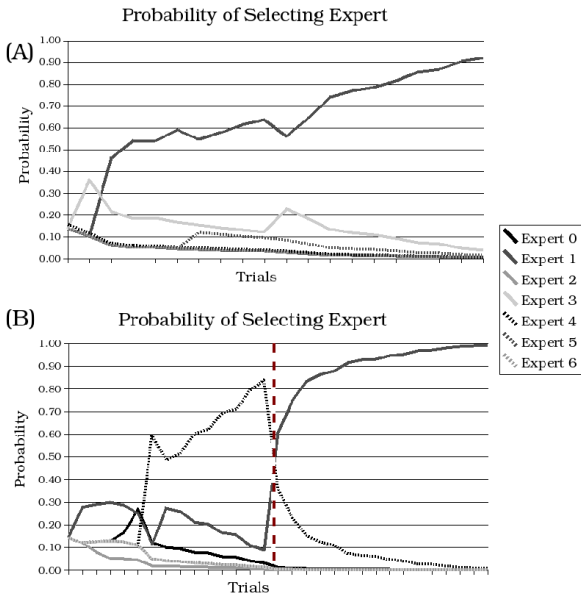 Probability of Selecting Expert
(A)
1.00
0.90
0.80
0.70
0.60
0.50
0.40
0.30
0.20
0.10
0.00
Probability
Trials
Expert 0
Expert 1
Expert 2
Expert 3
Expert 4
Expert 5
Expert 6
(B)
Probability of Selecting Expert
1.00
0.90
0.80
0.70
0.60
0.50
0.40
0.30
0.20
0.10
0.00
Probability
Trials